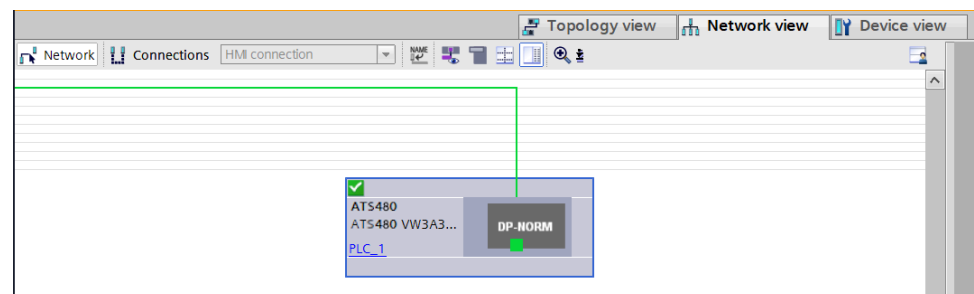 Topology view Network view Device view
Network Connections HMI connection NAME
ATS480
ATS480 VW3A3...
DP-NORM
PLC_1